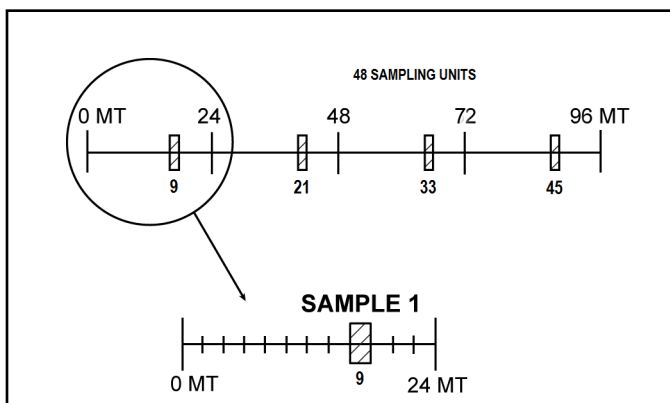 48 SAMPLING UNITS
0 MT 24 48 72 96 MT
9 21 33 45
SAMPLE 1
0 MT 9 24 MT